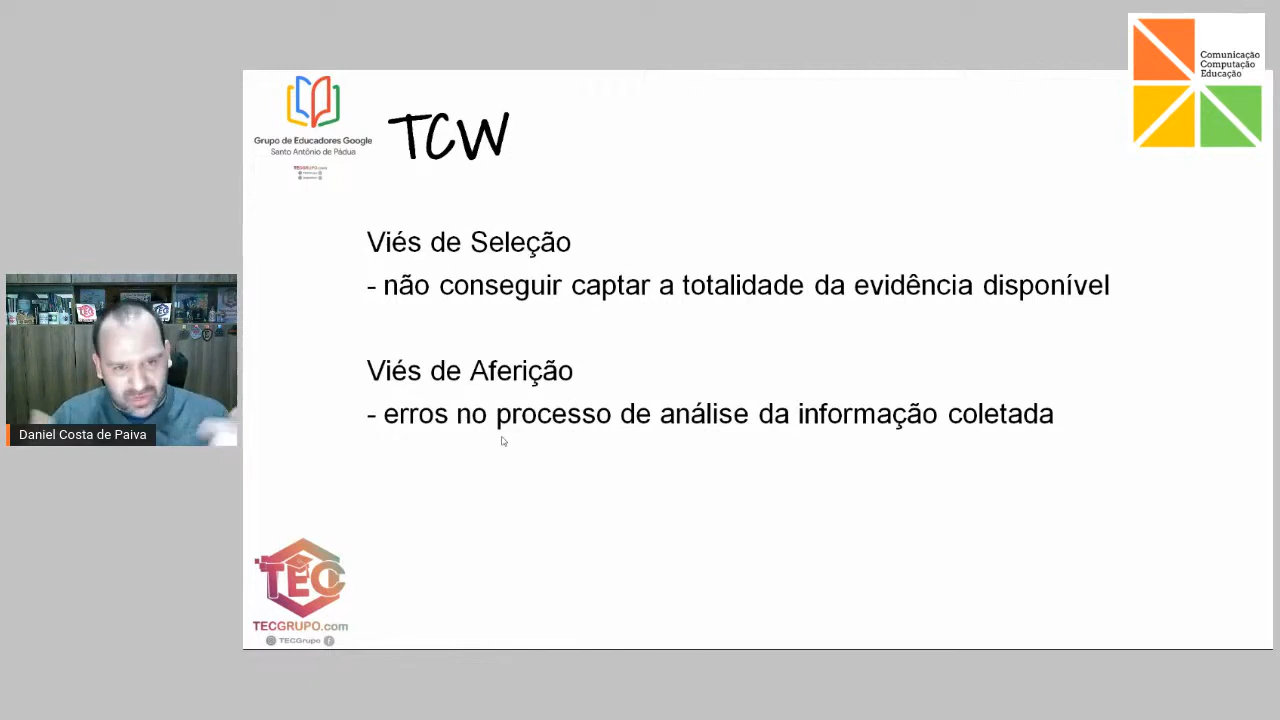 Comunicação
Computação
Educação
Grupo de Educadores Google
Santo Antônio de Pádua
TECGRUPO.com
TCW
Viés de Seleção
- não conseguir captar a totalidade da evidência disponível
Viés de Aferição
- erros no processo de análise da informação coletada
Daniel Costa de Paiva
TEC
TECGRUPO.com
TECGrupo